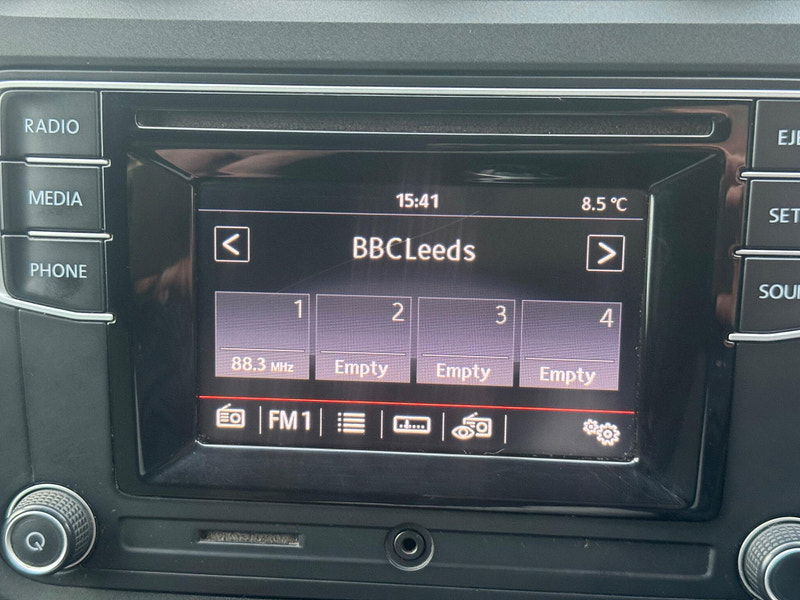 RADIO
MEDIA
PHONE
EJE
SET
SOU
15:41
8.5 °C
<
BBCLeeds
>
1
2
3
4
88.3 MHz
Empty
Empty
Empty
FM1